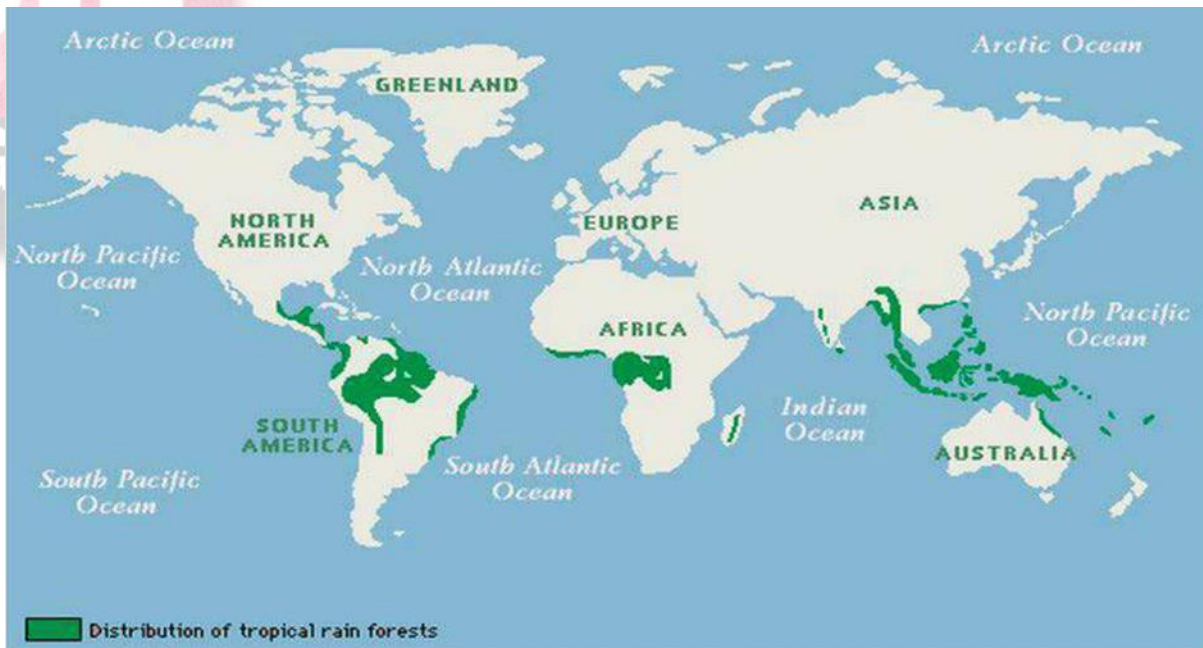 Arctic Ocean
Arctic Ocean
GREENLAND
NORTH
AMERICA
EUROPE
ASIA
North Pacific
Ocean
North Atlantic
Ocean
AFRICA
North Pacific
Ocean
SOUTH
AMERICA
Indian
Ocean
AUSTRALIA
South Pacific
Ocean
South Atlantic
Ocean
Distribution of tropical rain forests